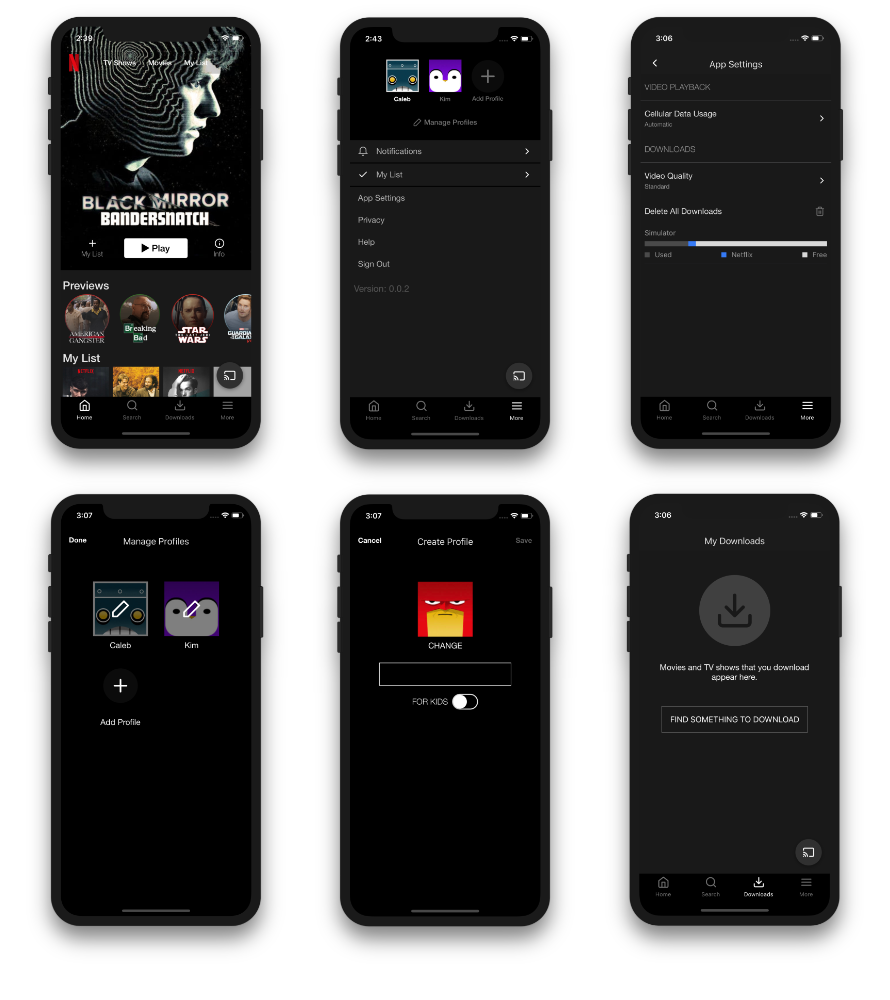 2:39
N
TV Shows Movies My List
BLACK MIRROR
BANDERSNATCH
My List
Play
Info
Previews
AMERICAN
GANGSTER
Breaking
Bad
STAR
WARS
GUARDIA
GALA
My List
NETFLIX
Home Search Downloads More
2:43
Caleb Kim Add Profile
Manage Profiles
Notifications
My List
App Settings
Privacy
Help
Sign Out
Version: 0.0.2
Home Search Downloads More
3:06
App Settings
VIDEO PLAYBACK
Cellular Data Usage
Automatic
DOWNLOADS
Video Quality
Standard
Delete All Downloads
Simulator
Used Netflix Free
Home Search Downloads More
3:07
Done Manage Profiles
Caleb Kim
Add Profile
3:07
Cancel Create Profile Save
CHANGE
FOR KIDS
3:06
My Downloads
Movies and TV shows that you download
appear here.
FIND SOMETHING TO DOWNLOAD
Home Search Downloads More